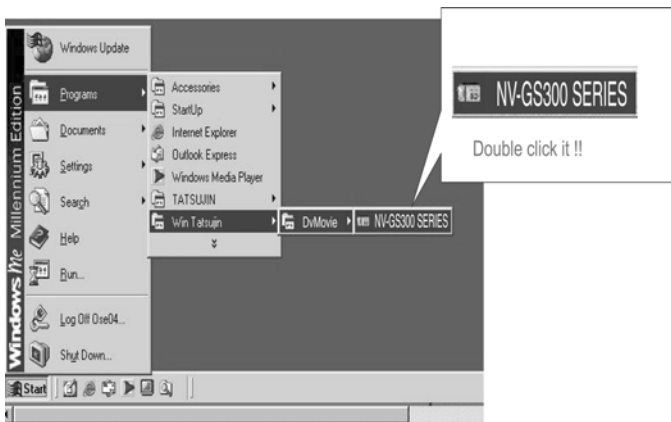 Windows Me Millennium Edition
Windows Update
Programs
Documents
Settings
Search
Help
Run...
Log Off Ose04...
Shut Down...
Start
Accessories
StartUp
Internet Explorer
Outlook Express
Windows Media Player
TATSUJIN
Win Tatsujin
DvMovie
NV-GS300 SERIES
NV-GS300 SERIES
Double click it !!